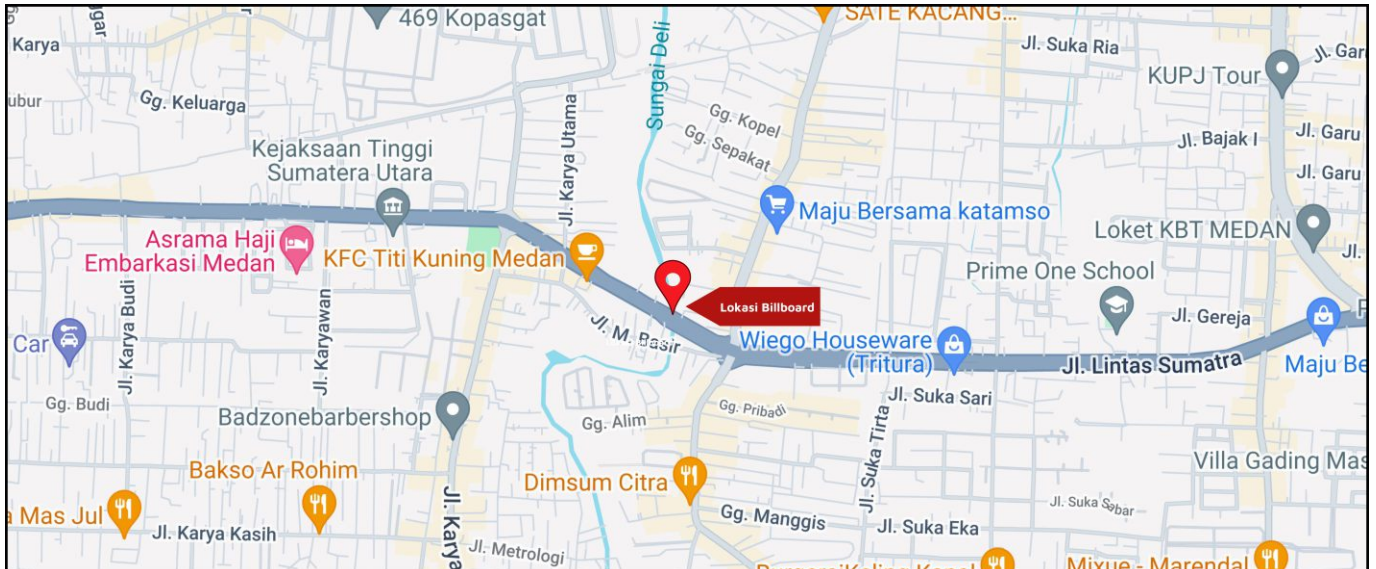 469 Kopasgat
SATE KACANG...
Karya
Jl. Suka Ria
KUPJ Tour
Gg. Keluarga
Sungai Deli
Jl. Karya Utama
Gg. Kopel
Gg. Sepakat
Jl. Bajak I
Jl. Garu
Jl. Garu
Kejaksaan Tinggi
Sumatera Utara
Maju Bersama katamso
Loket KBT MEDAN
Asrama Haji
Embarkasi Medan
KFC Titi Kuning Medan
Jl.
Prime One School
Lokasi Billboard
Jl. Karya Budi
Jl. Karyawan
Jl. M. Basir
Jl. Gereja
Car
Wiego Houseware
(Tritura)
Jl. Lintas Sumatra
Maju Be
Gg. Budi
Badzonebarbershop
Gg. Alim
Gg. Pribadi
Jl. Suka Tirta
Jl. Suka Sari
Bakso Ar Rohim
Dimsum Citra
Villa Gading Mas
a Mas Jul
Jl. Karya Kasih
Jl. Karya
Jl. Metrologi
Gg. Manggis
Jl. Suka Eka
Jl. Suka Sabar
Mixue - Marendal